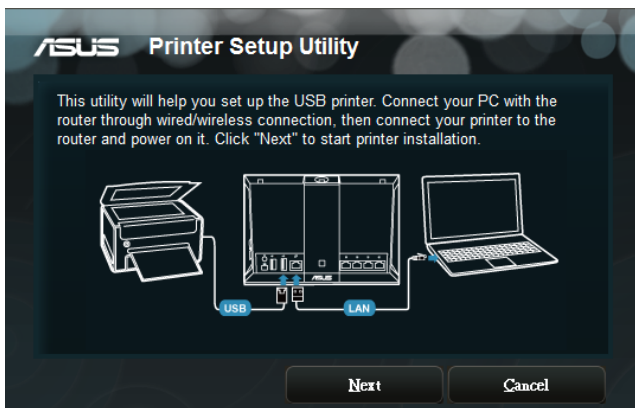 ASUS Printer Setup Utility
This utility will help you set up the USB printer. Connect your PC with the
router through wired/wireless connection, then connect your printer to the
router and power on it. Click "Next" to start printer installation.
ASUS
USB
LAN
Next
Cancel